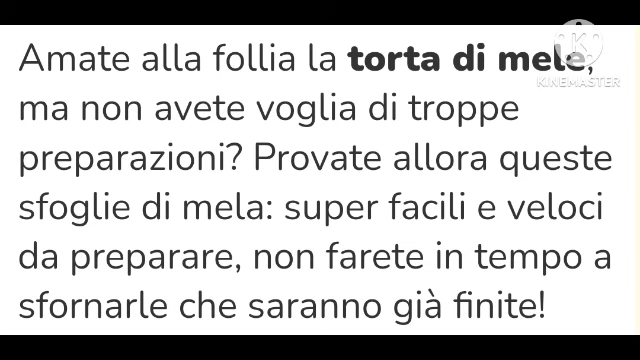 Amate alla follia la torta di mele,
ma non avete voglia di troppe
preparazioni? Provate allora queste
sfoglie di mela: super facili e veloci
da preparare, non farete in tempo a
sfornarle che saranno già finite!
KINEMASTER